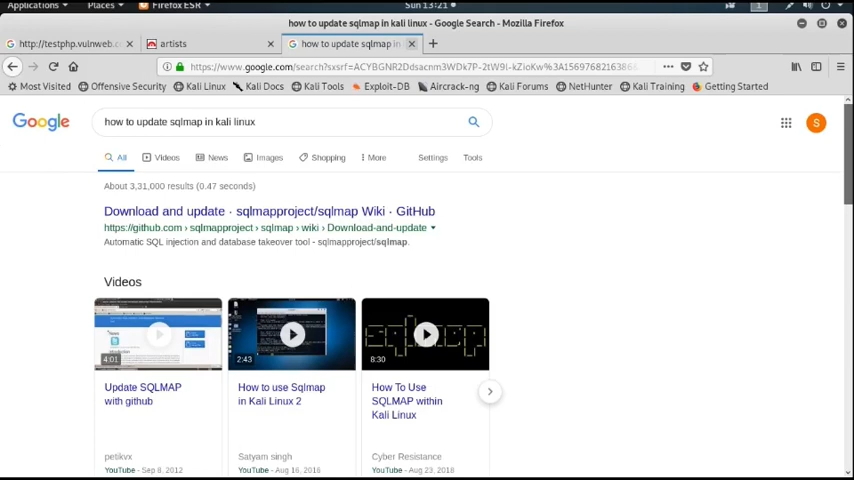 Applications Places Firefox ESR Sun 13:21 1
how to update sqlmap in kali linux - Google Search - Mozilla Firefox
http://testphp.vulnweb.c artists how to update sqlmap in
https://www.google.com/search?sxsrf=
Most Visited Offensive Security Kali Linux Kali Docs Kali Tools Exploit-DB Aircrack-ng Kali Forums NetHunter Kali Training Getting Started
Google how to update sqlmap in kali linux S
All Videos News Images Shopping More Settings Tools
About 3,31,000 results (0.47 seconds)
Download and update · sqlmapproject/sqlmap Wiki · GitHub
https://github.com › sqlmapproject › sqlmap › wiki › Download-and-update
Automatic SQL injection and database takeover tool - sqlmapproject/sqlmap.
Videos
sqlmap
4:01 2:43 8:30
Update SQLMAP How to use Sqlmap How To Use
with github in Kali Linux 2 SQLMAP within
Kali Linux
petikvx Satyam singh Cyber Resistance
YouTube - Sep 8, 2012 YouTube - Aug 16, 2016 YouTube - Aug 23, 2018